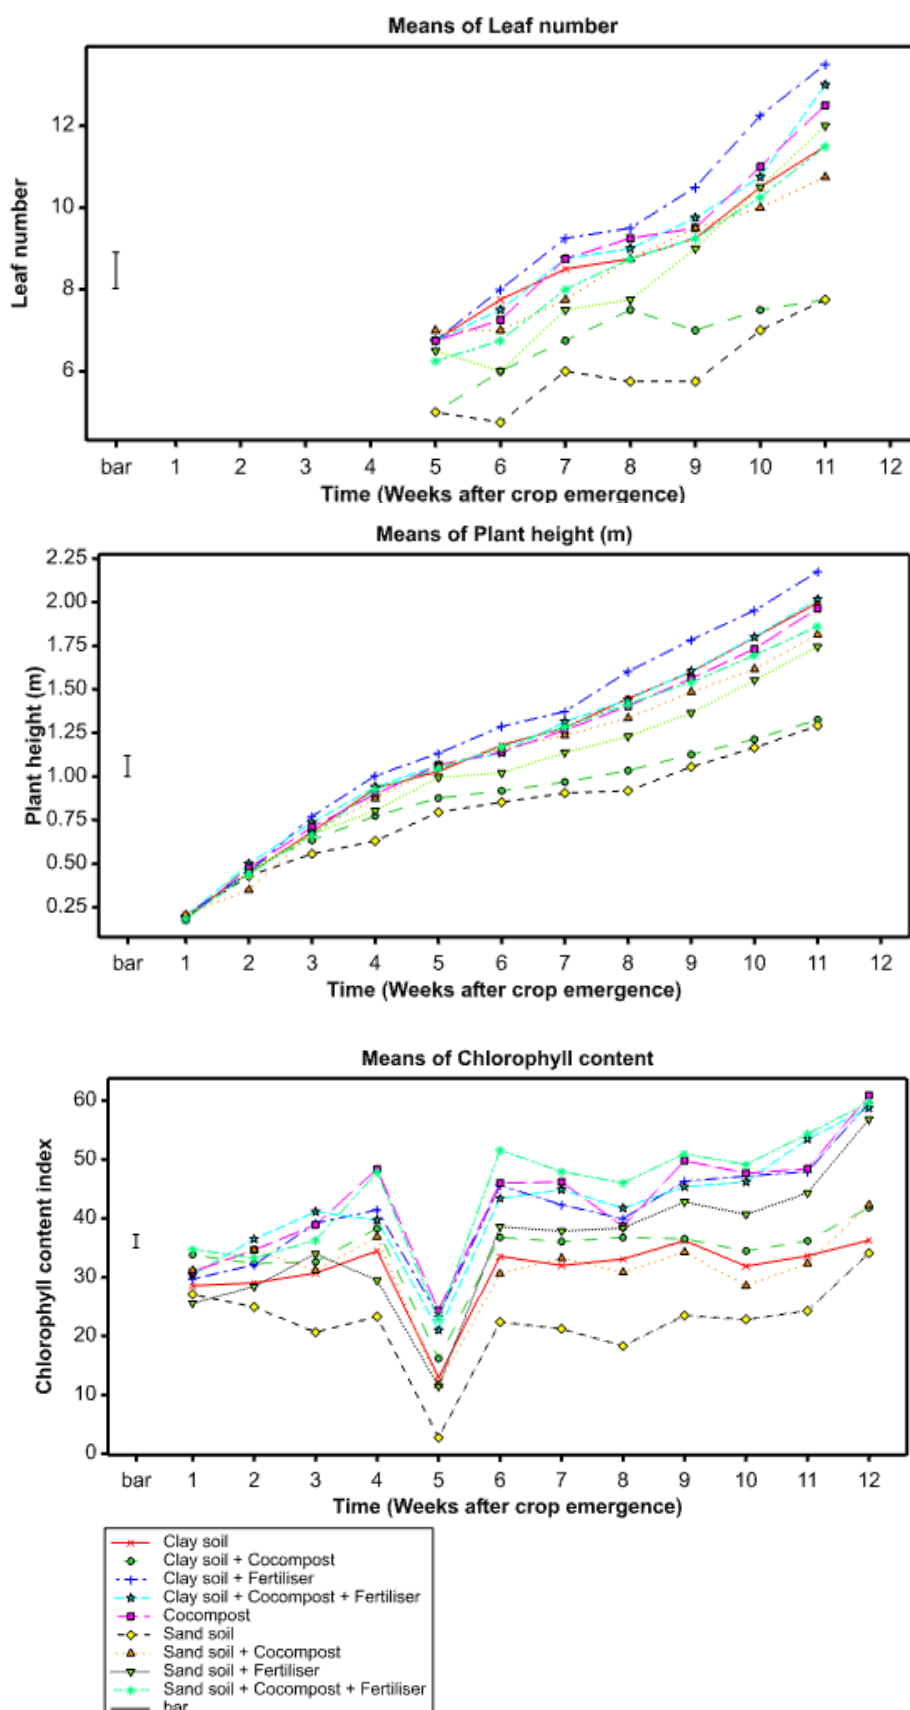 Means of Leaf number
12
10
8
6
Leaf number
bar 1 2 3 4 5 6 7 8 9 10 11 12
Time (Weeks after crop emergence)
Means of Plant height (m)
2.25
2.00
1.75
1.50
1.25
1.00
0.75
0.50
0.25
Plant height (m)
bar 1 2 3 4 5 6 7 8 9 10 11 12
Time (Weeks after crop emergence)
Means of Chlorophyll content
60
50
40
30
20
10
0
Chlorophyll content index
bar 1 2 3 4 5 6 7 8 9 10 11 12
Time (Weeks after crop emergence)
Clay soil
Clay soil + Cocompost
Clay soil + Fertiliser
Clay soil + Cocompost + Fertiliser
Cocompost
Sand soil
Sand soil + Cocompost
Sand soil + Fertiliser
Sand soil + Cocompost + Fertiliser
bar